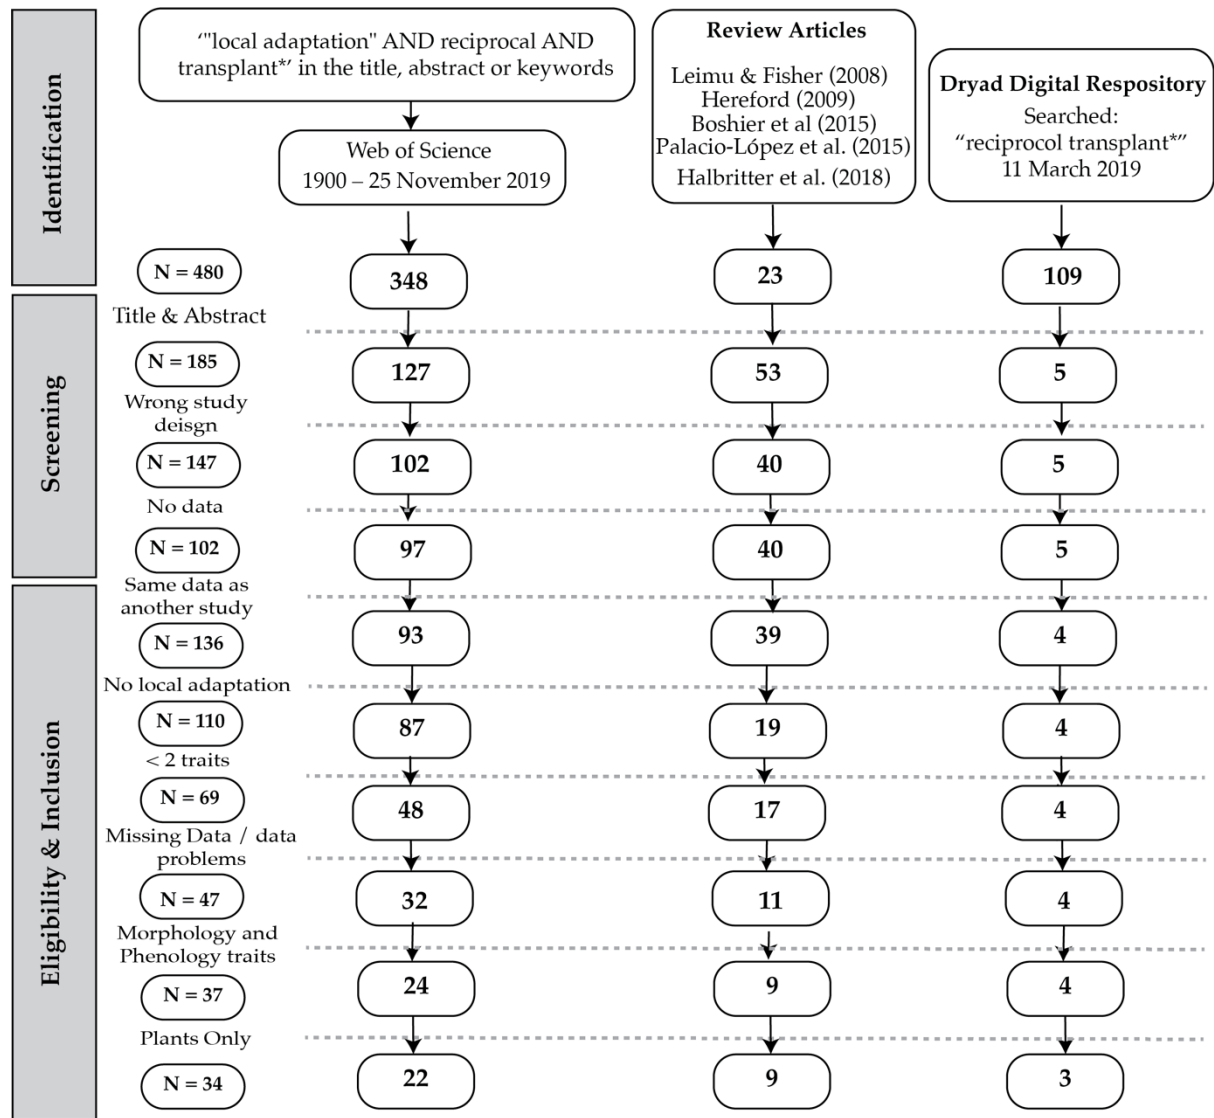 Identification
‘"local adaptation" AND reciprocal AND
transplant*’ in the title, abstract or keywords
Web of Science
1900 – 25 November 2019
Review Articles
Leimu & Fisher (2008)
Hereford (2009)
Boshier et al (2015)
Palacio-López et al. (2015)
Halbritter et al. (2018)
Dryad Digital Respository
Searched:
“reciprocol transplant*”
11 March 2019
N = 480
348
23
109
Screening
Title & Abstract
N = 185
127
53
5
Wrong study
deisgn
N = 147
102
40
5
No data
N = 102
97
40
5
Eligibility & Inclusion
Same data as
another study
N = 136
93
39
4
No local adaptation
N = 110
87
19
4
< 2 traits
N = 69
48
17
4
Missing Data / data
problems
N = 47
32
11
4
Morphology and
Phenology traits
N = 37
24
9
4
Plants Only
N = 34
22
9
3